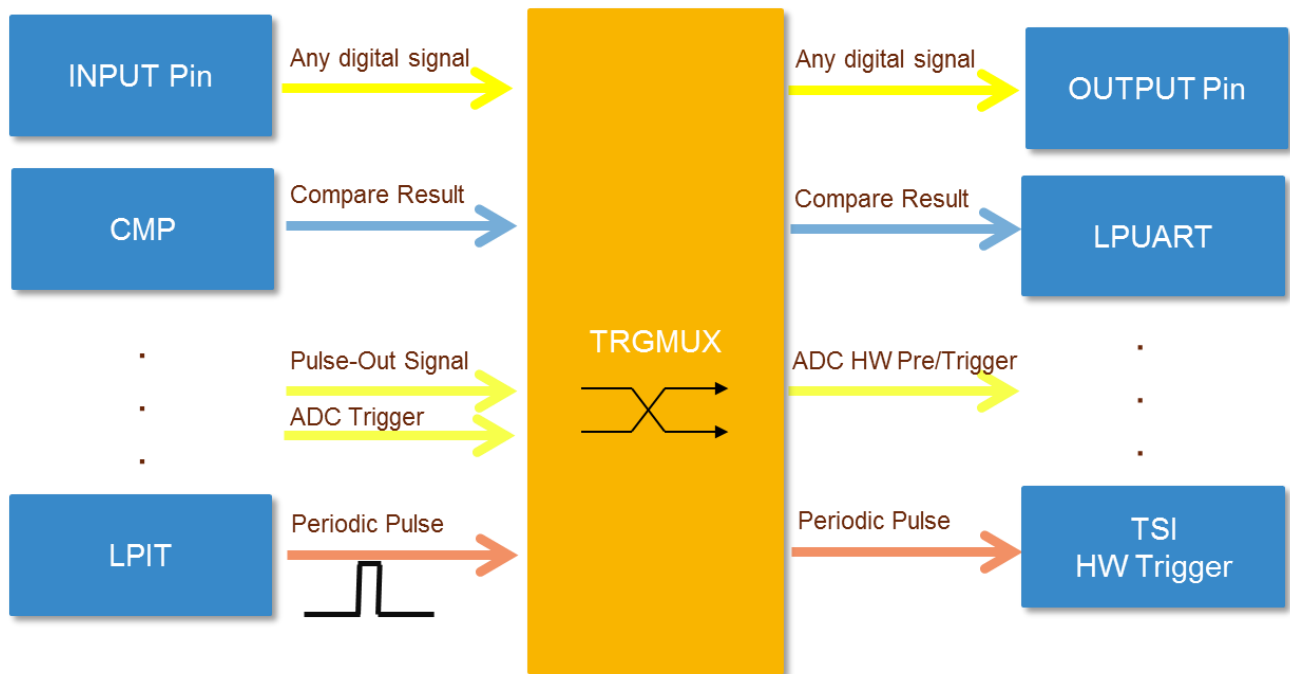 INPUT Pin
Any digital signal
Any digital signal
OUTPUT Pin
CMP
Compare Result
Compare Result
LPUART
TRGMUX
Pulse-Out Signal
ADC HW Pre/Trigger
ADC Trigger
LPIT
Periodic Pulse
Periodic Pulse
TSI
HW Trigger